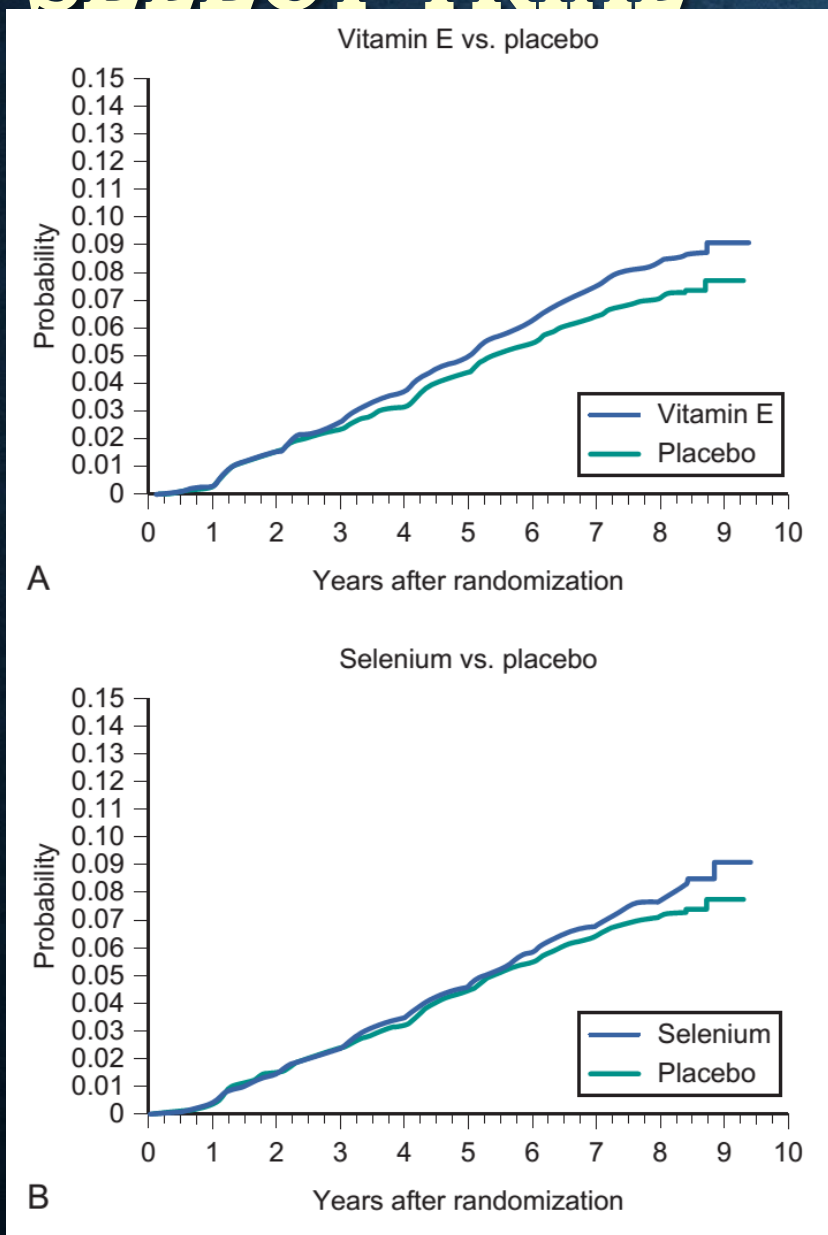 Vitamin E vs. placebo
0.15
0.14
0.13
0.12
0.11
0.10
0.09
0.08
0.07
0.06
0.05
0.04
0.03
0.02
0.01
0
Probability
Vitamin E
Placebo
0 1 2 3 4 5 6 7 8 9 10
Years after randomization
A
Selenium vs. placebo
0.15
0.14
0.13
0.12
0.11
0.10
0.09
0.08
0.07
0.06
0.05
0.04
0.03
0.02
0.01
0
Probability
Selenium
Placebo
0 1 2 3 4 5 6 7 8 9 10
Years after randomization
B